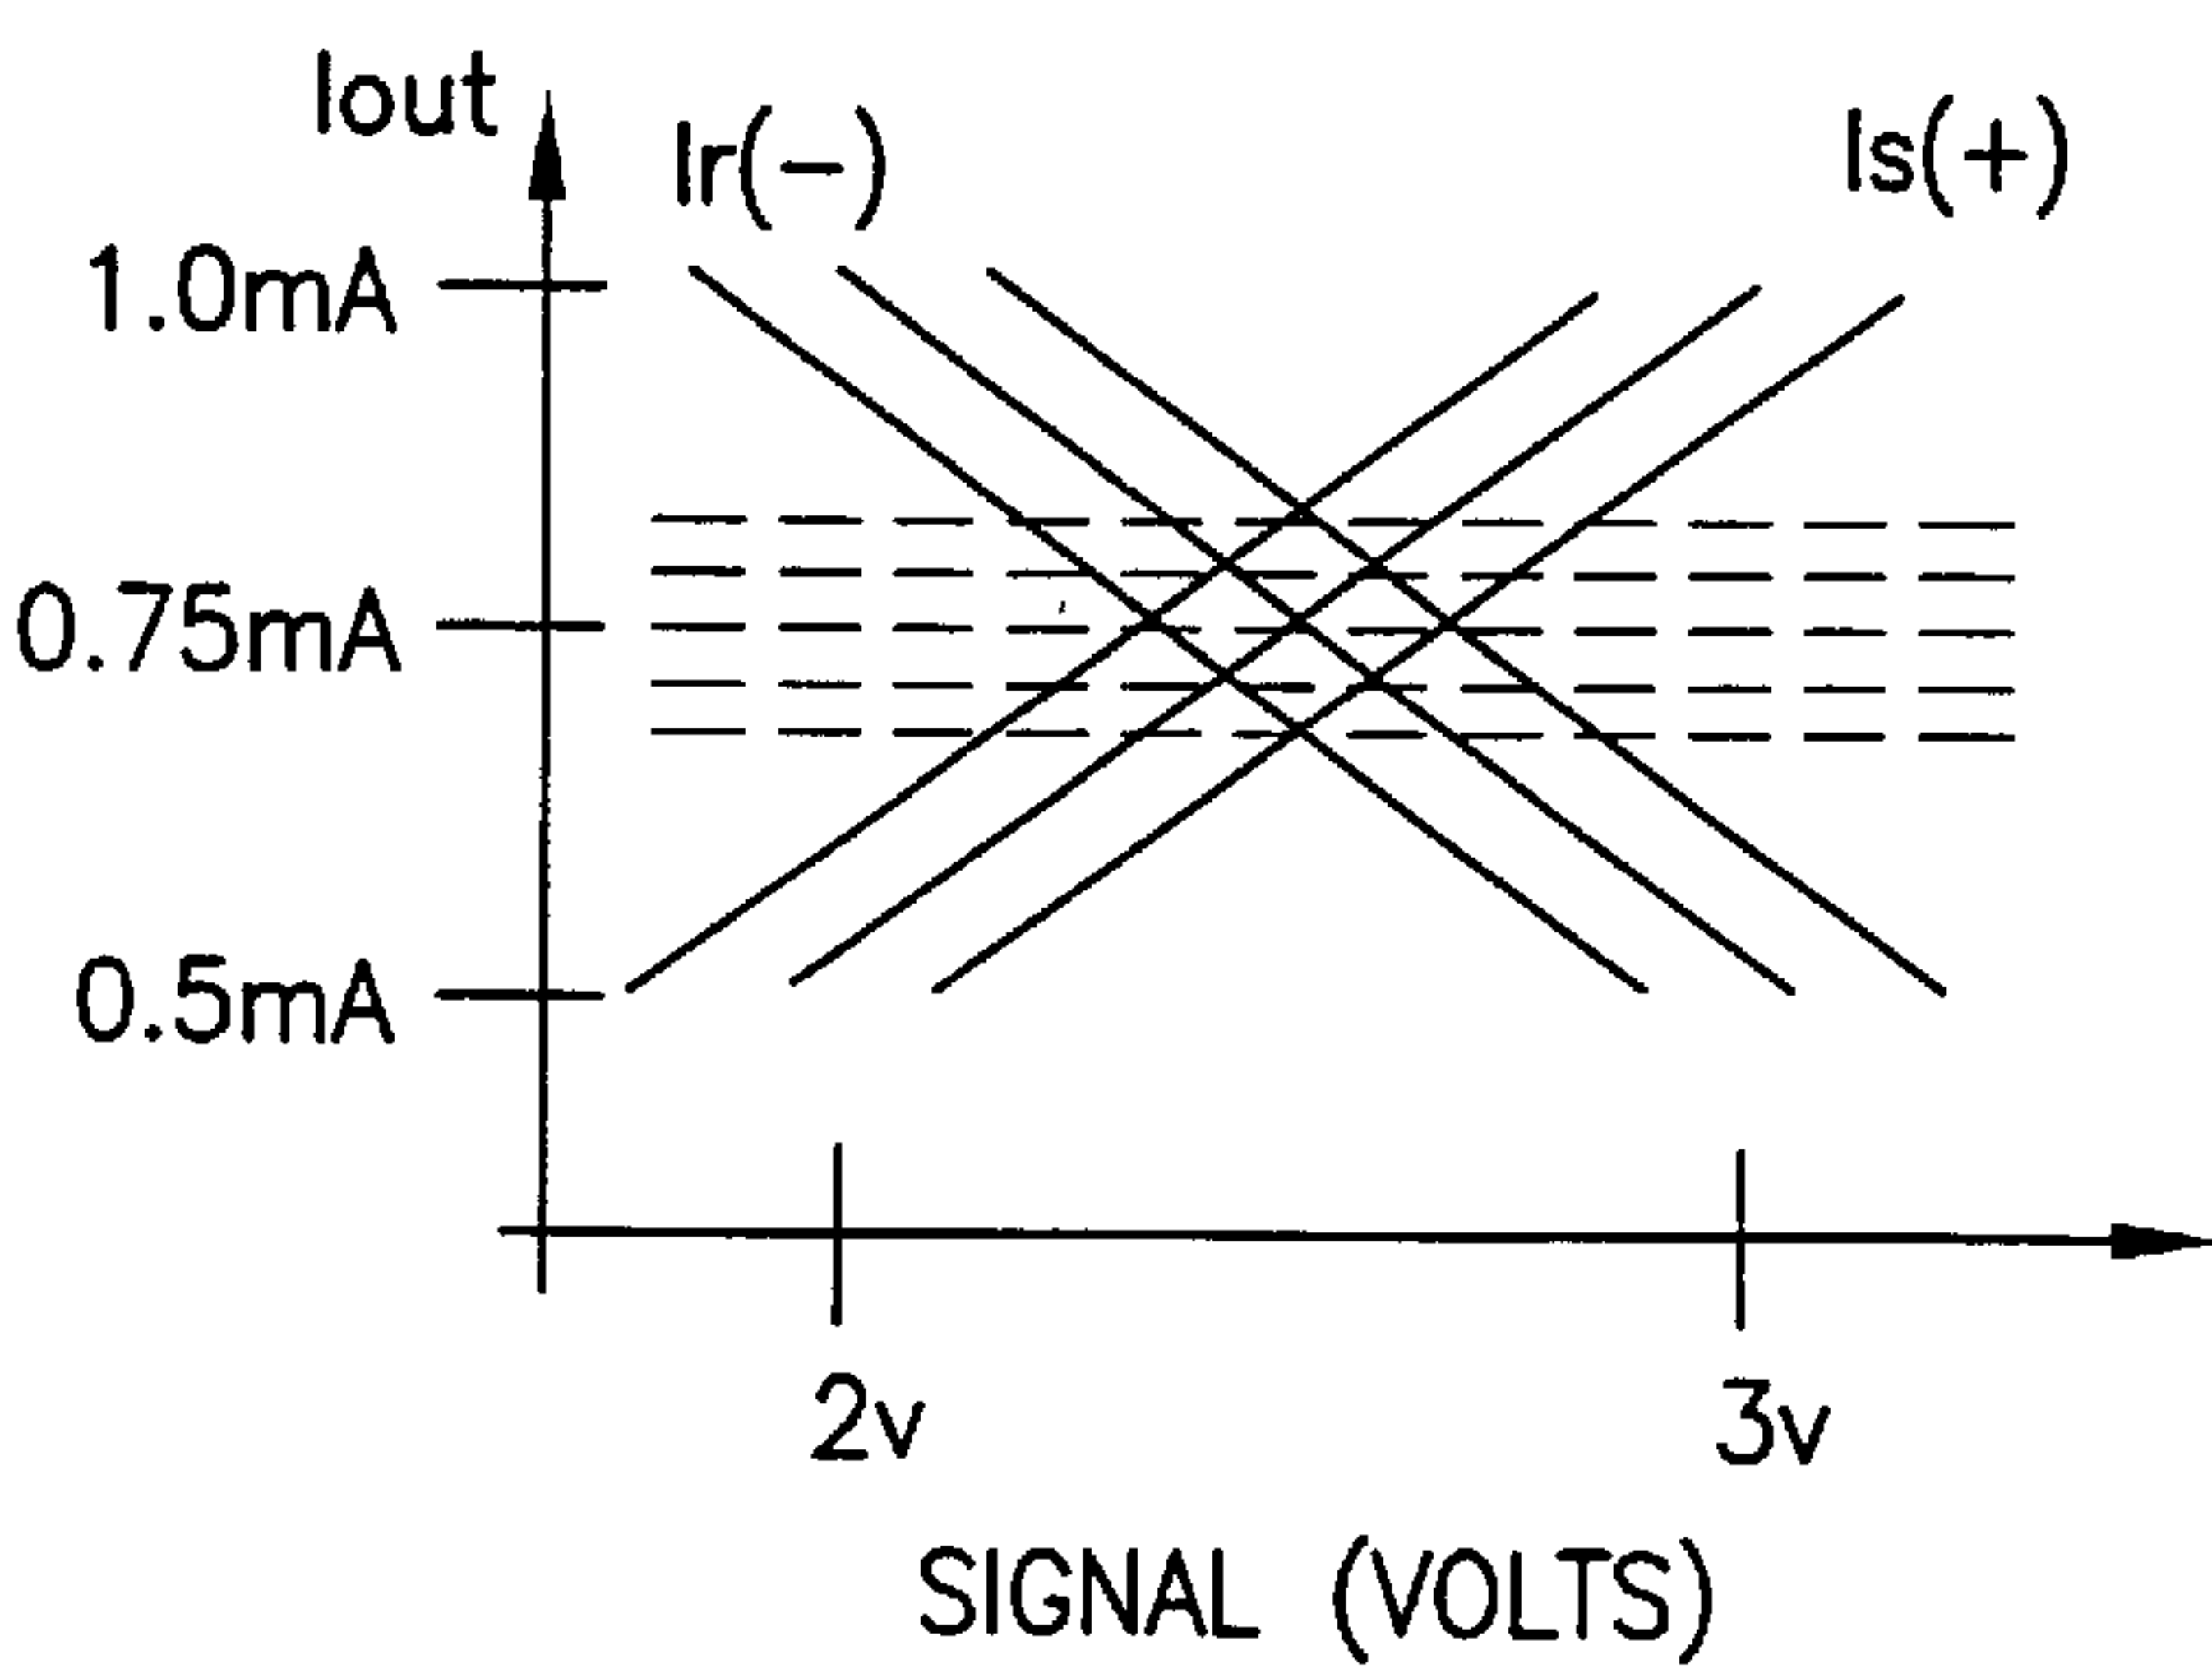 Iout
Ir(-)
Is(+)
1.0mA
0.75mA
0.5mA
2v
3v
SIGNAL (VOLTS)